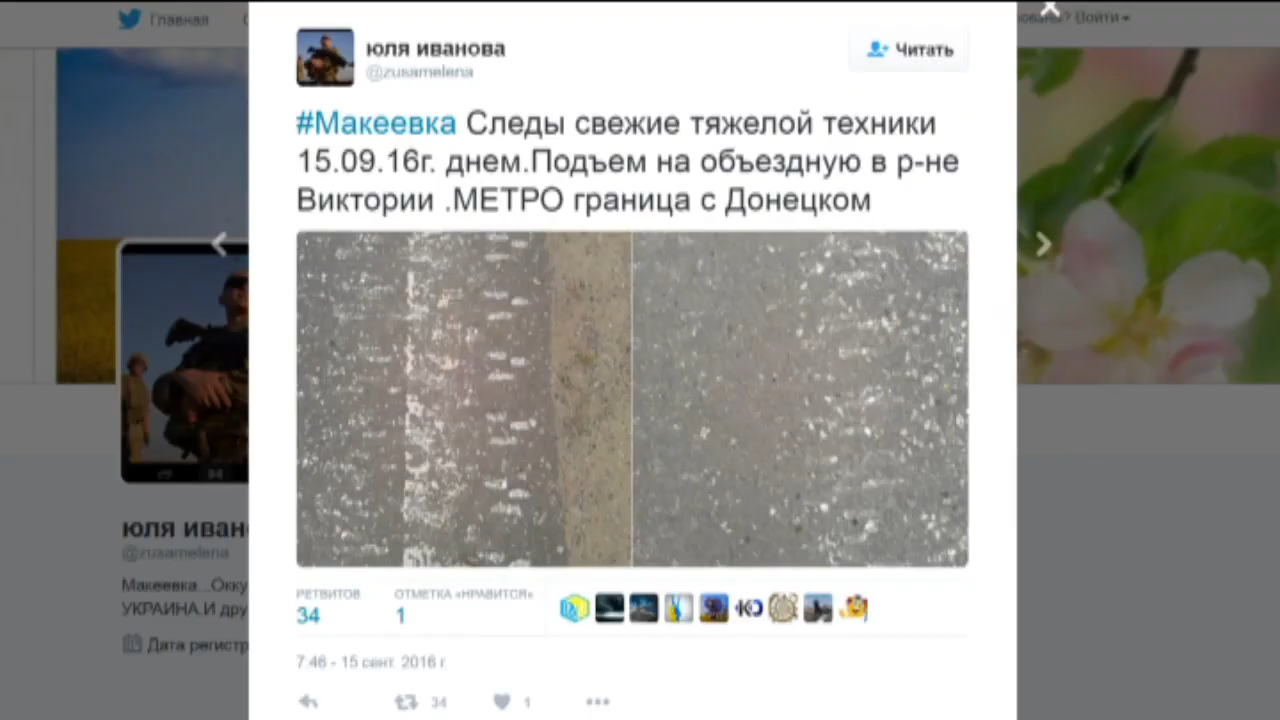 Главная
Войти
юля иванова
@zusamelena
Читать
#Макеевка Следы свежие тяжелой техники
15.09.16г. днем.Подъем на объездную в р-не
Виктории .МЕТРО граница с Донецком
РЕТВИТОВ
34
ОТМЕТКА «НРАВИТСЯ»
1
7:46 - 15 сент. 2016 г.
34
1
юля иван
@zusamelena
Макеевка...Окку
УКРАИНА.И дру
Дата регистр